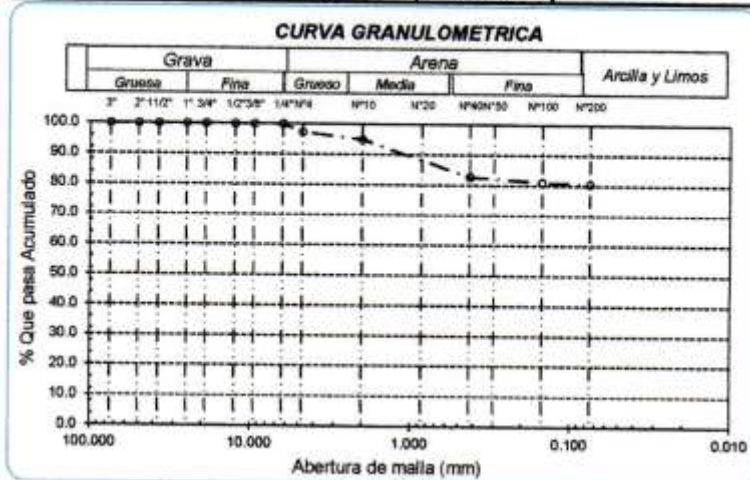 CURVA GRANULOMETRICA
Grava Arena Arcilla y Limos
Gruesa Fina Grueso Media Fina
3" 2" 1 1/2" 1" 3/4" 1/2" 3/8" 1/4" Nº4 Nº10 Nº20 Nº40 Nº50 Nº100 Nº200
100.0
90.0
80.0
70.0
60.0
50.0
40.0
30.0
20.0
10.0
0.0
% Que pasa Acumulado
100.000 10.000 1.000 0.100 0.010
Abertura de malla (mm)